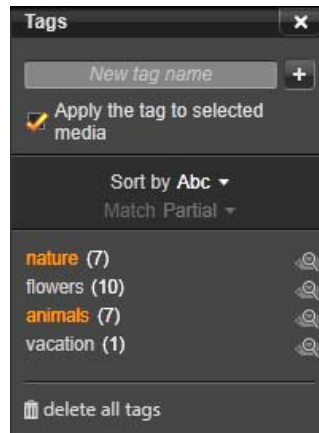 Tags
New tag name
Apply the tag to selected
media
Sort by Abc
Match Partial
nature (7)
flowers (10)
animals (7)
vacation (1)
delete all tags